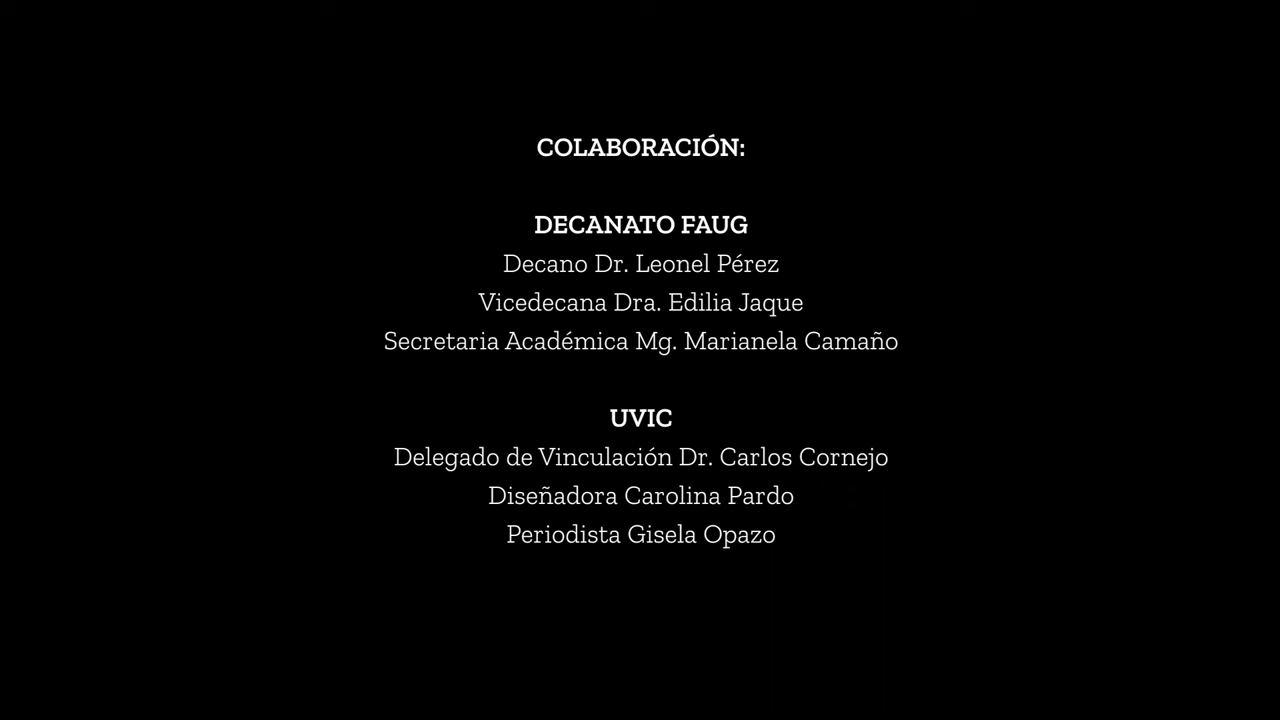 COLABORACIÓN:
DECANATO FAUG
Decano Dr. Leonel Pérez
Vicedecana Dra. Edilia Jaque
Secretaria Académica Mg. Marianela Camaño
UVIC
Delegado de Vinculación Dr. Carlos Cornejo
Diseñadora Carolina Pardo
Periodista Gisela Opazo